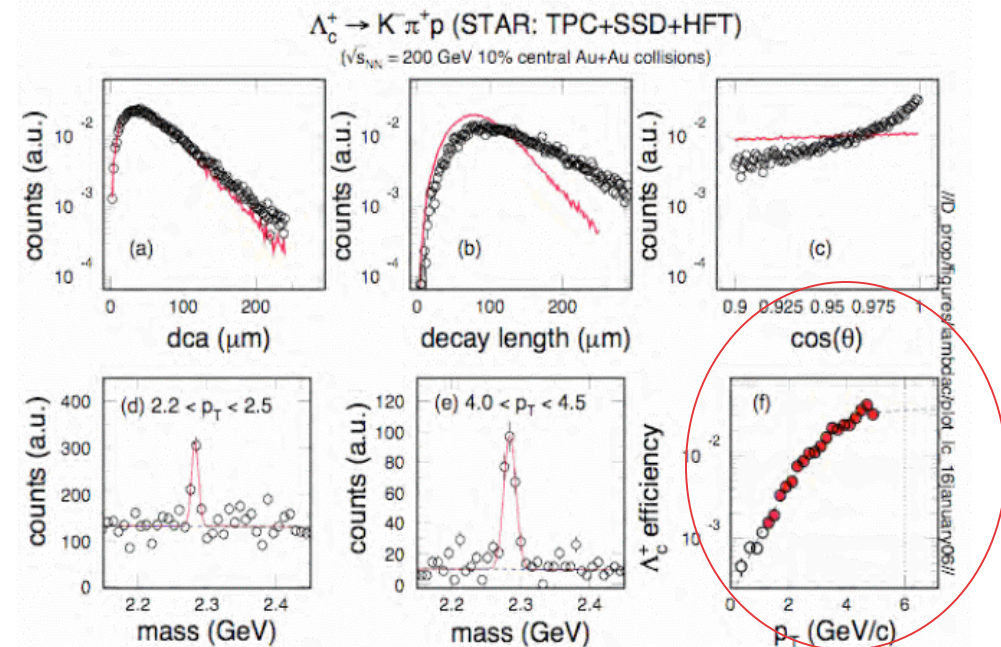 Λc+ → K-π+p (STAR: TPC+SSD+HFT)
(√sNN = 200 GeV 10% central Au+Au collisions)
counts (a.u.)
10-2
10-3
10-4
(a)
0 100 200
dca (μm)
counts (a.u.)
10-2
10-3
10-4
(b)
0 100 200
decay length (μm)
counts (a.u.)
10-2
10-3
10-4
(c)
0.9 0.925 0.95 0.975 1
cos(θ)
//D_prop/figures/lambdac/plot_lc_16january06//
counts (a.u.)
400
300
200
100
0
(d) 2.2 < pT < 2.5
2.2 2.3 2.4
mass (GeV)
counts (a.u.)
120
100
80
60
40
20
0
(e) 4.0 < pT < 4.5
2.2 2.3 2.4
mass (GeV)
Λc+ efficiency
10-2
10-3
(f)
0 2 4 6
pT (GeV/c)